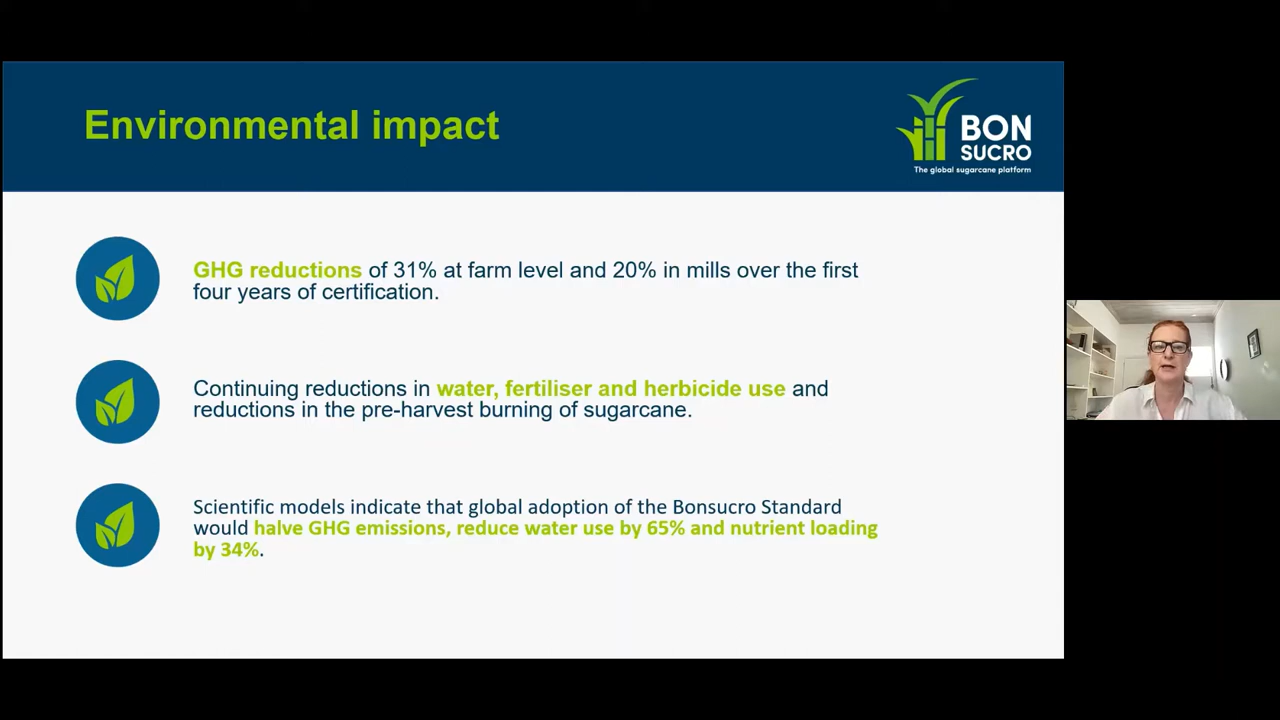 Environmental impact
BON
SUCRO
The global sugarcane platform
GHG reductions of 31% at farm level and 20% in mills over the first
four years of certification.
Continuing reductions in water, fertiliser and herbicide use and
reductions in the pre-harvest burning of sugarcane.
Scientific models indicate that global adoption of the Bonsucro Standard
would halve GHG emissions, reduce water use by 65% and nutrient loading
by 34%.